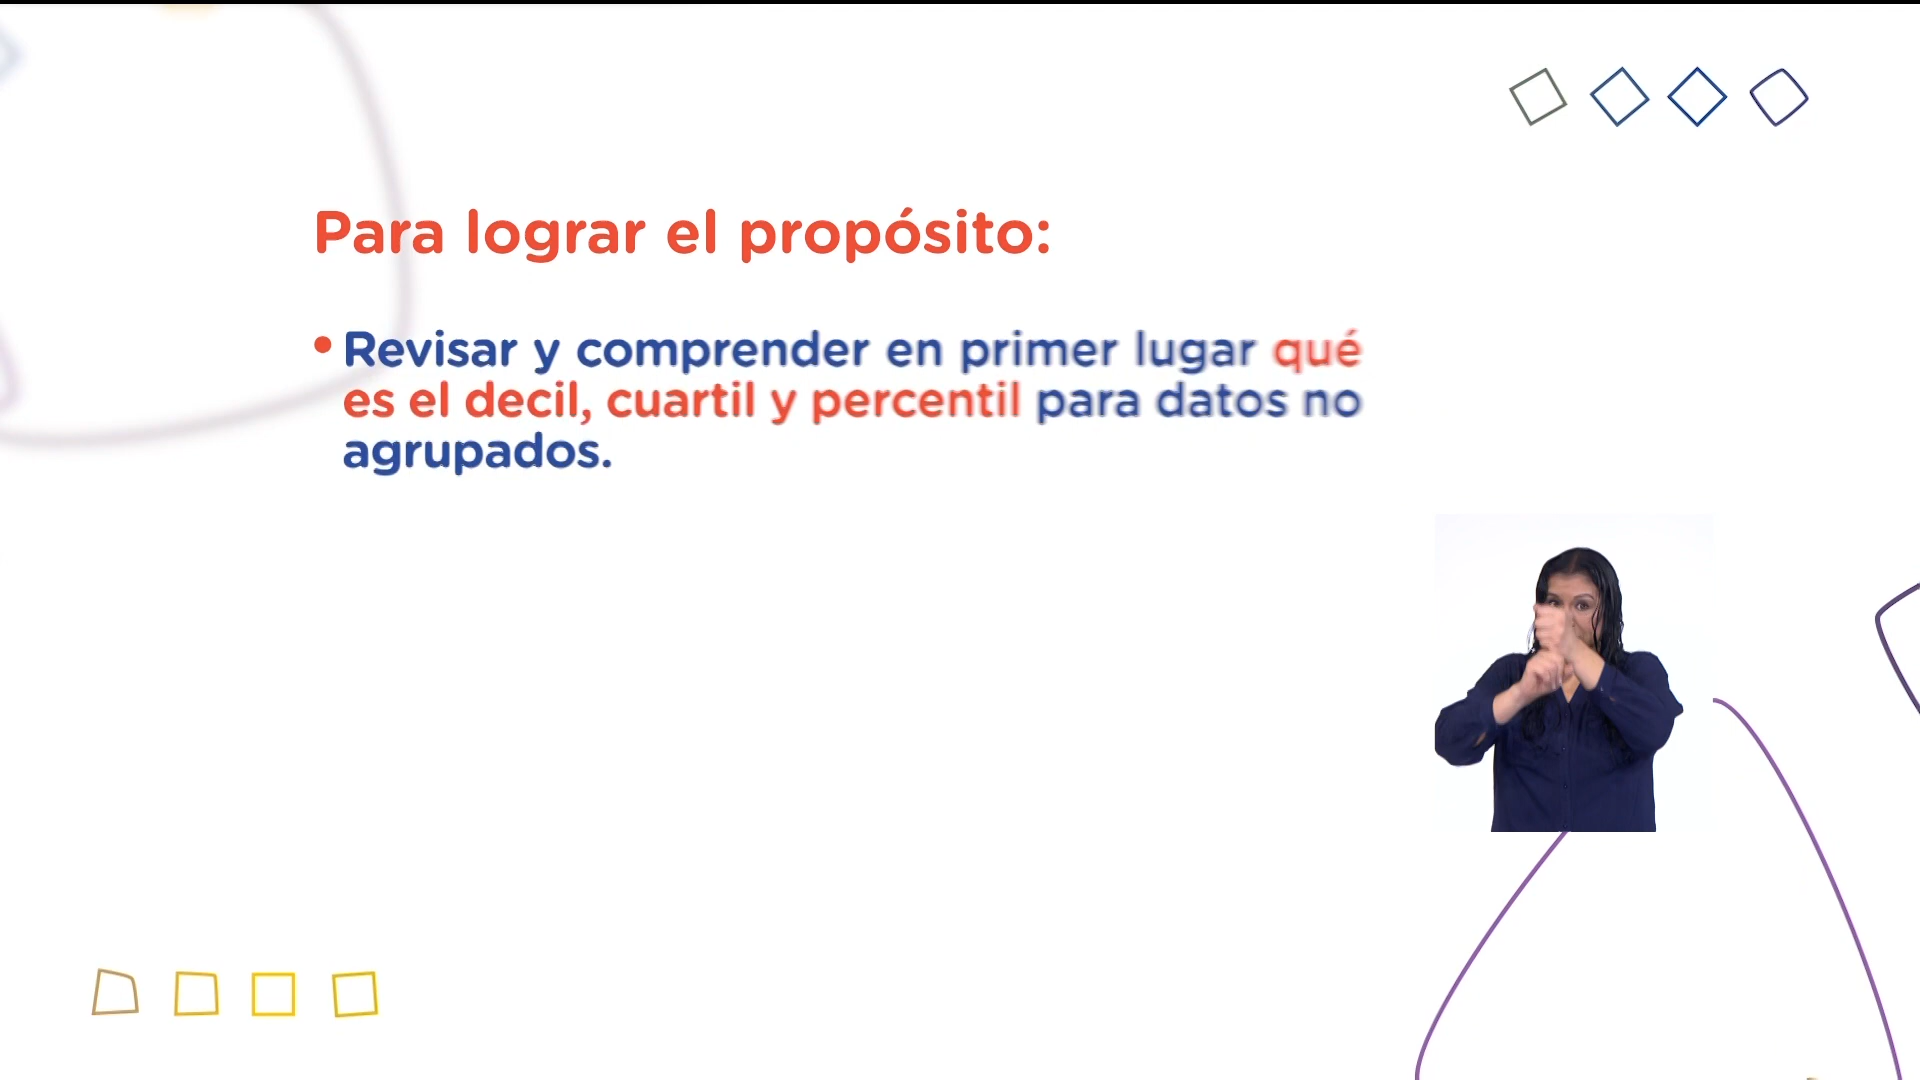 Para lograr el propósito:
• Revisar y comprender en primer lugar qué
es el decil, cuartil y percentil para datos no
agrupados.